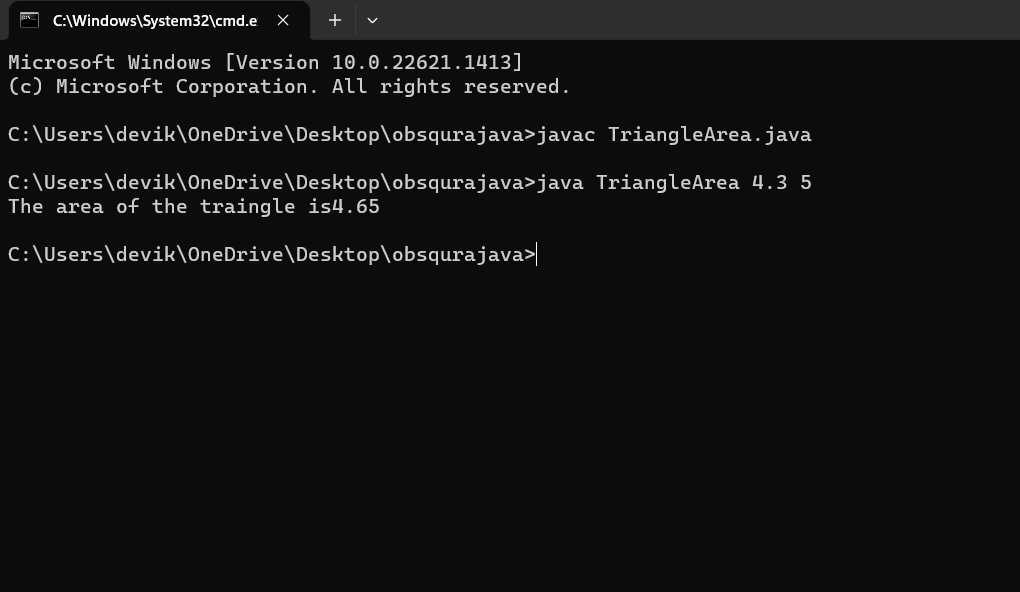 C:\Windows\System32\cmd.e
Microsoft Windows [Version 10.0.22621.1413]
(c) Microsoft Corporation. All rights reserved.
C:\Users\devik\OneDrive\Desktop\obsqurajava>javac TriangleArea.java
C:\Users\devik\OneDrive\Desktop\obsqurajava>java TriangleArea 4.3 5
The area of the traingle is4.65
C:\Users\devik\OneDrive\Desktop\obsqurajava>